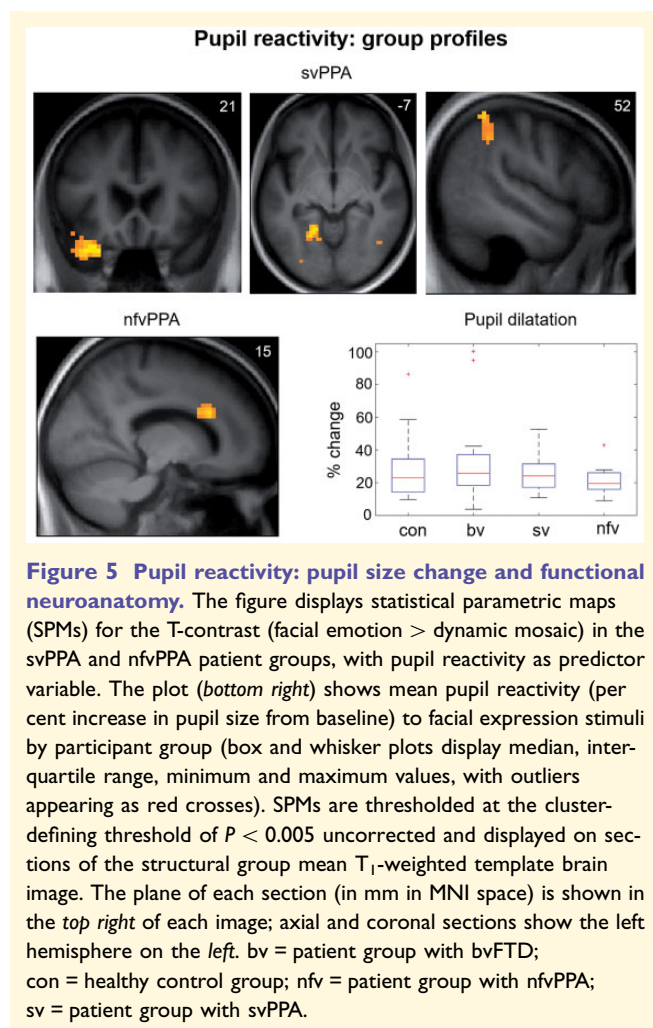 Pupil reactivity: group profiles
svPPA
21
-7
52
nfvPPA
15
Pupil dilatation
% change
100
80
60
40
20
0
con bv sv nfv
Figure 5 Pupil reactivity: pupil size change and functional
neuroanatomy. The figure displays statistical parametric maps
(SPMs) for the T-contrast (facial emotion > dynamic mosaic) in the
svPPA and nfvPPA patient groups, with pupil reactivity as predictor
variable. The plot (bottom right) shows mean pupil reactivity (per
cent increase in pupil size from baseline) to facial expression stimuli
by participant group (box and whisker plots display median, inter-
quartile range, minimum and maximum values, with outliers
appearing as red crosses). SPMs are thresholded at the cluster-
defining threshold of P < 0.005 uncorrected and displayed on sec-
tions of the structural group mean T₁-weighted template brain
image. The plane of each section (in mm in MNI space) is shown in
the top right of each image; axial and coronal sections show the left
hemisphere on the left. bv = patient group with bvFTD;
con = healthy control group; nfv = patient group with nfvPPA;
sv = patient group with svPPA.